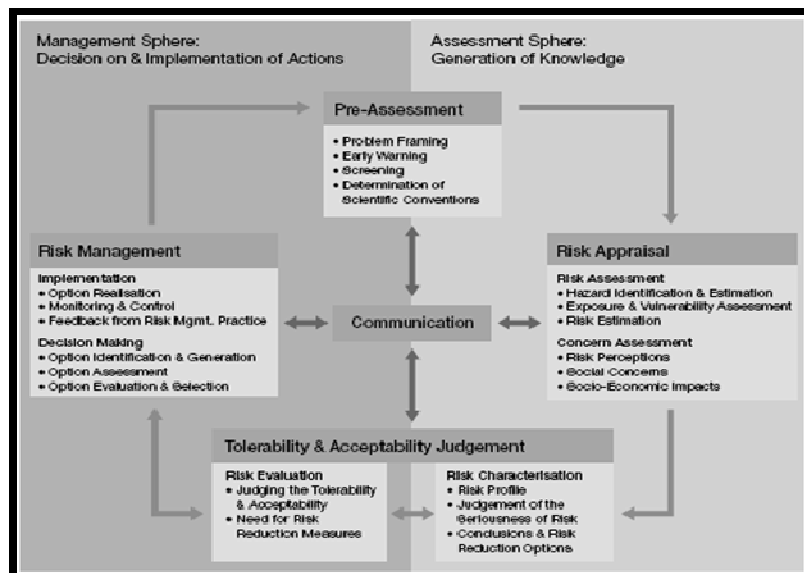 Management Sphere:
Decision on & Implementation of Actions
Assessment Sphere:
Generation of Knowledge
Pre-Assessment
• Problem Framing
• Early Warning
• Screening
• Determination of
Scientific Conventions
Risk Management
Implementation
• Option Realisation
• Monitoring & Control
• Feedback from Risk Mgmt. Practice
Decision Making
• Option Identification & Generation
• Option Assessment
• Option Evaluation & Selection
Communication
Risk Appraisal
Risk Assessment
• Hazard Identification & Estimation
• Exposure & Vulnerability Assessment
• Risk Estimation
Concern Assessment
• Risk Perceptions
• Social Concerns
• Socio-Economic Impacts
Tolerability & Acceptability Judgement
Risk Evaluation
• Judging the Tolerability
& Acceptability
• Need for Risk
Reduction Measures
Risk Characterisation
• Risk Profile
• Judgement of the
Seriousness of Risk
• Conclusions & Risk
Reduction Options